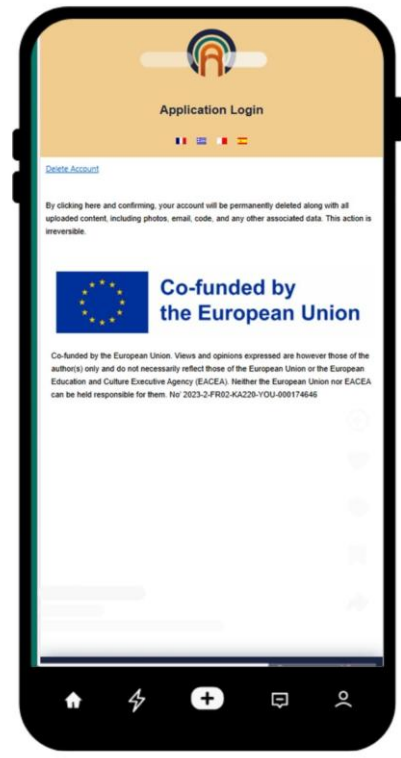 Application Login
Delete Account
By clicking here and confirming, your account will be permanently deleted along with all
uploaded content, including photos, email, code, and any other associated data. This action is
irreversible.
Co-funded by
the European Union
Co-funded by the European Union. Views and opinions expressed are however those of the
author(s) only and do not necessarily reflect those of the European Union or the European
Education and Culture Executive Agency (EACEA). Neither the European Union nor EACEA
can be held responsible for them. No' 2023-2-FR02-KA220-YOU-000174646